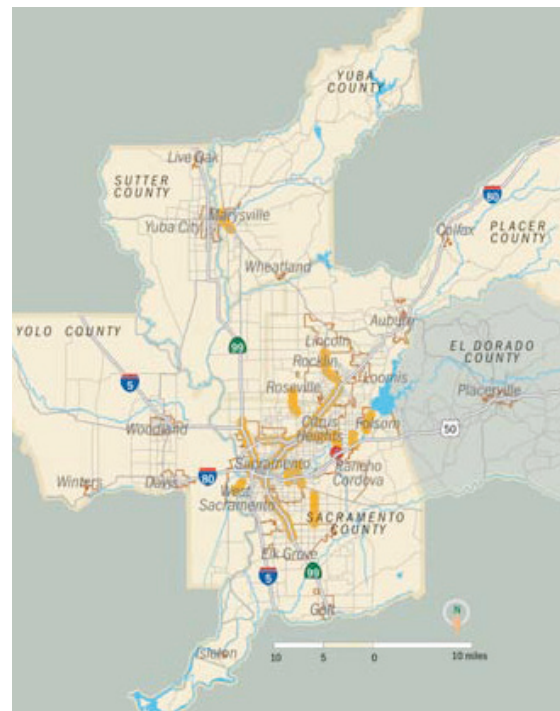 YUBA
COUNTY
Live Oak
SUTTER
COUNTY
Marysville
Yuba City
80
Colfax
PLACER
COUNTY
Wheatland
Auburn
YOLO COUNTY
99
Lincoln
EL DORADO
COUNTY
Rocklin
Loomis
5
Roseville
Placerville
Citrus
Heights
Folsom
50
Woodland
Sacramento
Rancho
Cordova
Winters
Davis
80
West
Sacramento
SACRAMENTO
COUNTY
Elk Grove
5
99
Galt
N
Isleton
10 5 0 10 miles